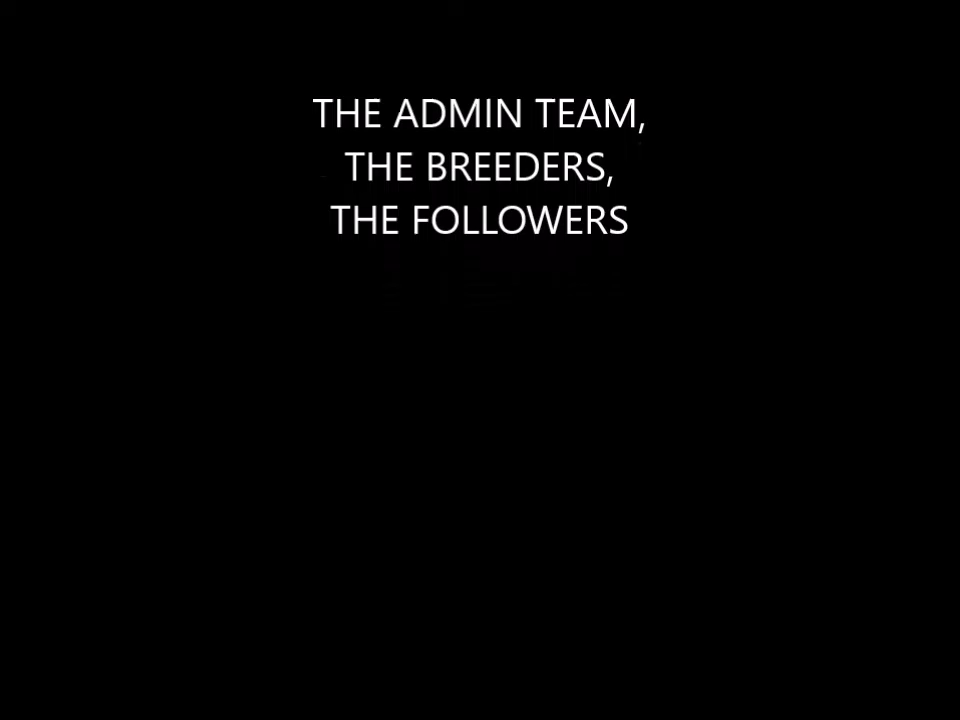 THE ADMIN TEAM,
THE BREEDERS,
THE FOLLOWERS